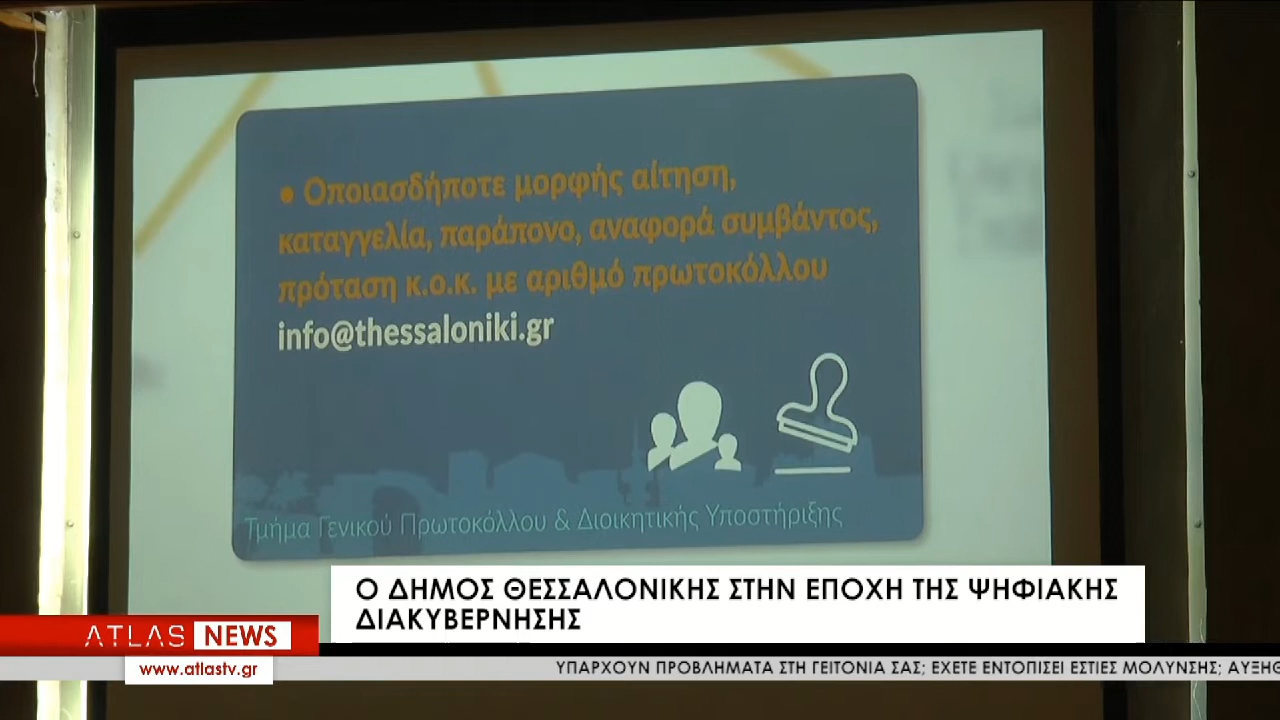 • Οποιασδήποτε μορφής αίτηση,
καταγγελία, παράπονο, αναφορά συμβάντος,
πρόταση κ.ο.κ. με αριθμό πρωτοκόλλου
info@thessaloniki.gr
Τμήμα Γενικού Πρωτοκόλλου & Διοικητικής Υποστήριξης
Ο ΔΗΜΟΣ ΘΕΣΣΑΛΟΝΙΚΗΣ ΣΤΗΝ ΕΠΟΧΗ ΤΗΣ ΨΗΦΙΑΚΗΣ
ΔΙΑΚΥΒΕΡΝΗΣΗΣ
ATLAS NEWS
www.atlastv.gr
ΥΠΑΡΧΟΥΝ ΠΡΟΒΛΗΜΑΤΑ ΣΤΗ ΓΕΙΤΟΝΙΑ ΣΑΣ; ΕΧΕΤΕ ΕΝΤΟΠΙΣΕΙ ΕΣΤΙΕΣ ΜΟΛΥΝΣΗΣ;